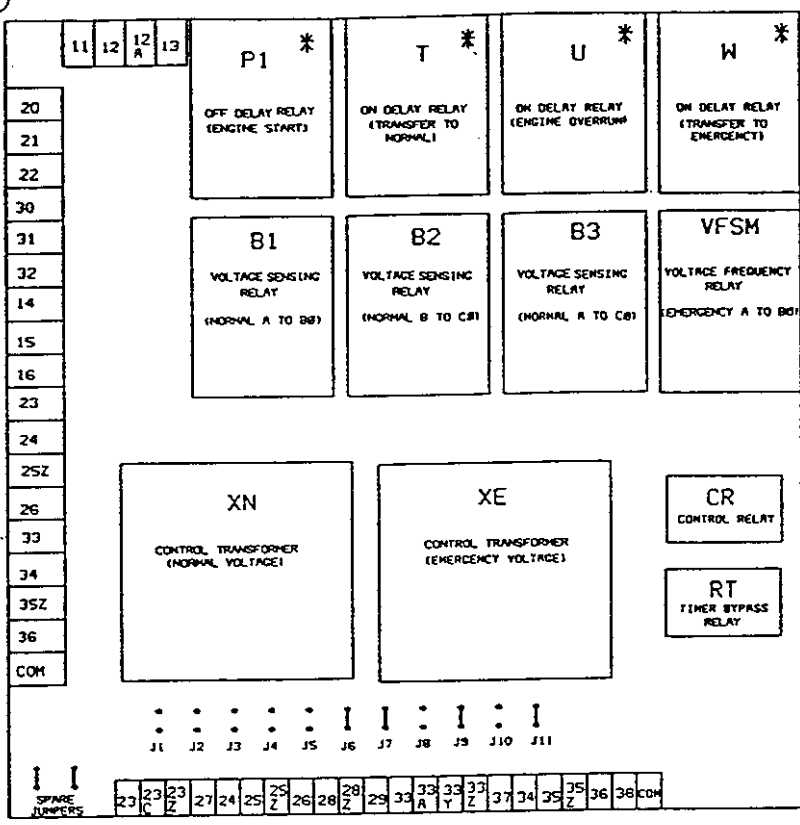 11 12 12A 13
P1 *
OFF DELAY RELAY
(ENGINE START)
T *
ON DELAY RELAY
(TRANSFER TO
NORMAL)
U *
ON DELAY RELAY
(ENGINE OVERRUN)
W *
ON DELAY RELAY
(TRANSFER TO
EMERGENCY)
20
21
22
30
31
32
14
15
16
23
24
25Z
26
33
34
35Z
36
COM
B1
VOLTAGE SENSING
RELAY
(NORMAL A TO BØ)
B2
VOLTAGE SENSING
RELAY
(NORMAL B TO CØ)
B3
VOLTAGE SENSING
RELAY
(NORMAL A TO CØ)
VFSM
VOLTAGE FREQUENCY
RELAY
(EMERGENCY A TO BØ)
XN
CONTROL TRANSFORMER
(NORMAL VOLTAGE)
XE
CONTROL TRANSFORMER
(EMERGENCY VOLTAGE)
CR
CONTROL RELAY
RT
TIMER BYPASS
RELAY
J1 J2 J3 J4 J5 J6 J7 J8 J9 J10 J11
SPARE
JUMPERS
23 23C 23Z 27 24 25 25Z 26 28 28Z 29 33 33A 33Y 33Z 37 34 35 35Z 36 38 COM